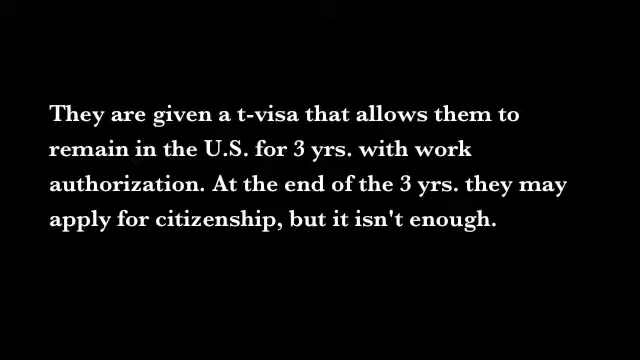 They are given a t-visa that allows them to
remain in the U.S. for 3 yrs. with work
authorization. At the end of the 3 yrs. they may
apply for citizenship, but it isn't enough.